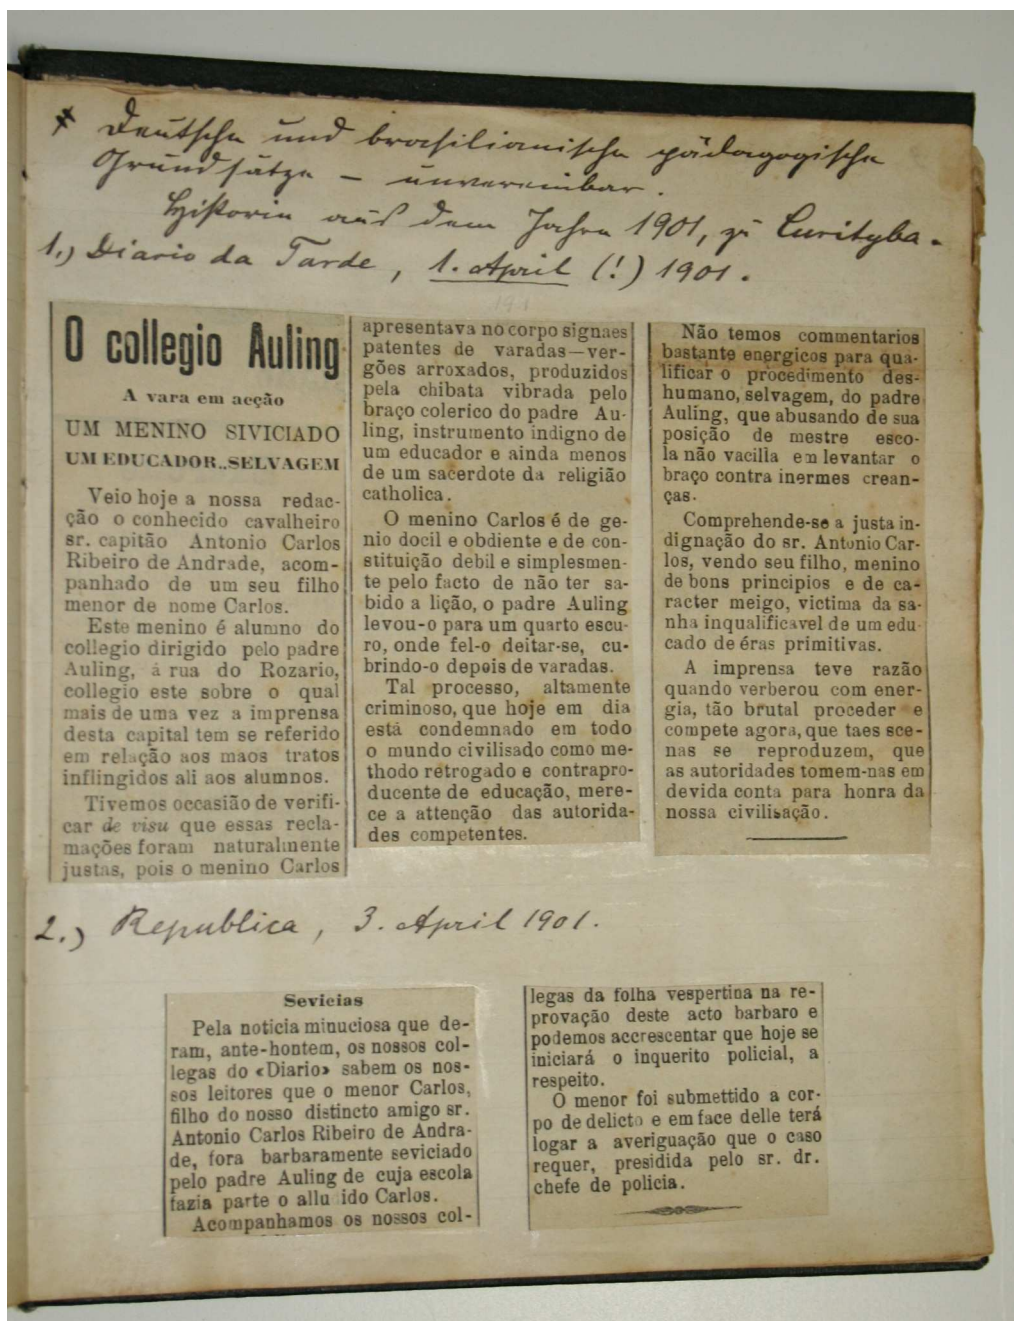 * Deutsche und brasilianische pädagogische
Grundsätze – unvereinbar.
Historie aus dem Jahre 1901, zu Curityba.
1.) Diario da Tarde, 1. April (!) 1901.
O collegio Auling
A vara em acção
UM MENINO SIVICIADO
UM EDUCADOR..SELVAGEM
Veio hoje a nossa redac-
ção o conhecido cavalheiro
sr. capitão Antonio Carlos
Ribeiro de Andrade, acom-
panhado de um seu filho
menor de nome Carlos.
Este menino é alumno do
collegio dirigido pelo padre
Auling, á rua do Rozario,
collegio este sobre o qual
mais de uma vez a imprensa
desta capital tem se referido
em relação aos maos tratos
inflingidos ali aos alumnos.
Tivemos occasião de verifi-
car de visu que essas recla-
mações foram naturalmente
justas, pois o menino Carlos
apresentava no corpo signaes
patentes de varadas—ver-
gões arroxados, produzidos
pela chibata vibrada pelo
braço colerico do padre Au-
ling, instrumento indigno de
um educador e ainda menos
de um sacerdote da religião
catholica.
O menino Carlos é de ge-
nio docil e obdiente e de con-
stituição debil e simplesmen-
te pelo facto de não ter sa-
bido a lição, o padre Auling
levou-o para um quarto escu-
ro, onde fel-o deitar-se, cu-
brindo-o depois de varadas.
Tal processo, altamente
criminoso, que hoje em dia
está condemnado em todo
o mundo civilisado como me-
thodo retrogado e contrapro-
ducente de educação, mere-
ce a attenção das autorida-
des competentes.
Não temos commentarios
bastante energicos para qua-
lificar o procedimento des-
humano, selvagem, do padre
Auling, que abusando de sua
posição de mestre esco-
la não vacilla em levantar o
braço contra inermes crean-
ças.
Comprehende-se a justa in-
dignação do sr. Antonio Car-
los, vendo seu filho, menino
de bons principios e de ca-
racter meigo, victima da sa-
nha inqualificavel de um edu-
cado de éras primitivas.
A imprensa teve razão
quando verberou com ener-
gia, tão brutal proceder e
compete agora, que taes sce-
nas se reproduzem, que
as autoridades tomem-nas em
devida conta para honra da
nossa civilisação.
2.) Republica, 3. April 1901.
Sevicias
Pela noticia minuciosa que de-
ram, ante-hontem, os nossos col-
legas do «Diario» sabem os nos-
sos leitores que o menor Carlos,
filho do nosso distincto amigo sr.
Antonio Carlos Ribeiro de Andra-
de, fora barbaramente seviciado
pelo padre Auling de cuja escola
fazia parte o allu ido Carlos.
Acompanhamos os nossos col-
legas da folha vespertina na re-
provação deste acto barbaro e
podemos accrescentar que hoje se
iniciará o inquerito policial, a
respeito.
O menor foi submettido a cor-
po de delicto e em face delle terá
logar a averiguação que o caso
requer, presidida pelo sr. dr.
chefe de policia.